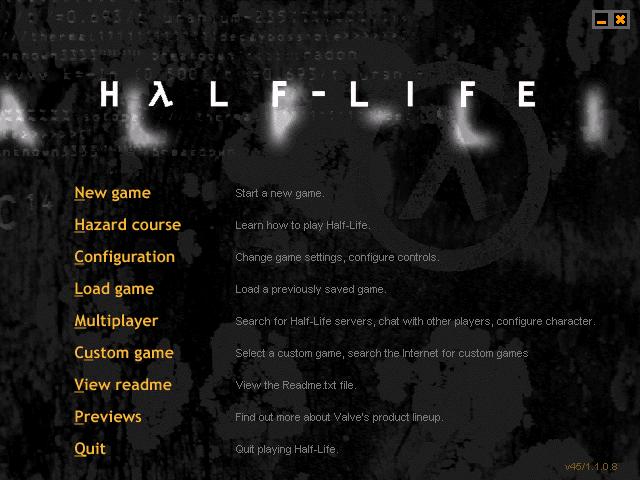 HλLF-LIFE
New game Start a new game.
Hazard course Learn how to play Half-Life.
Configuration Change game settings, configure controls.
Load game Load a previously saved game.
Multiplayer Search for Half-Life servers, chat with other players, configure character.
Custom game Select a custom game, search the Internet for custom games
View readme View the Readme.txt file.
Previews Find out more about Valve's product lineup.
Quit Quit playing Half-Life.
v45/1.1.0.8